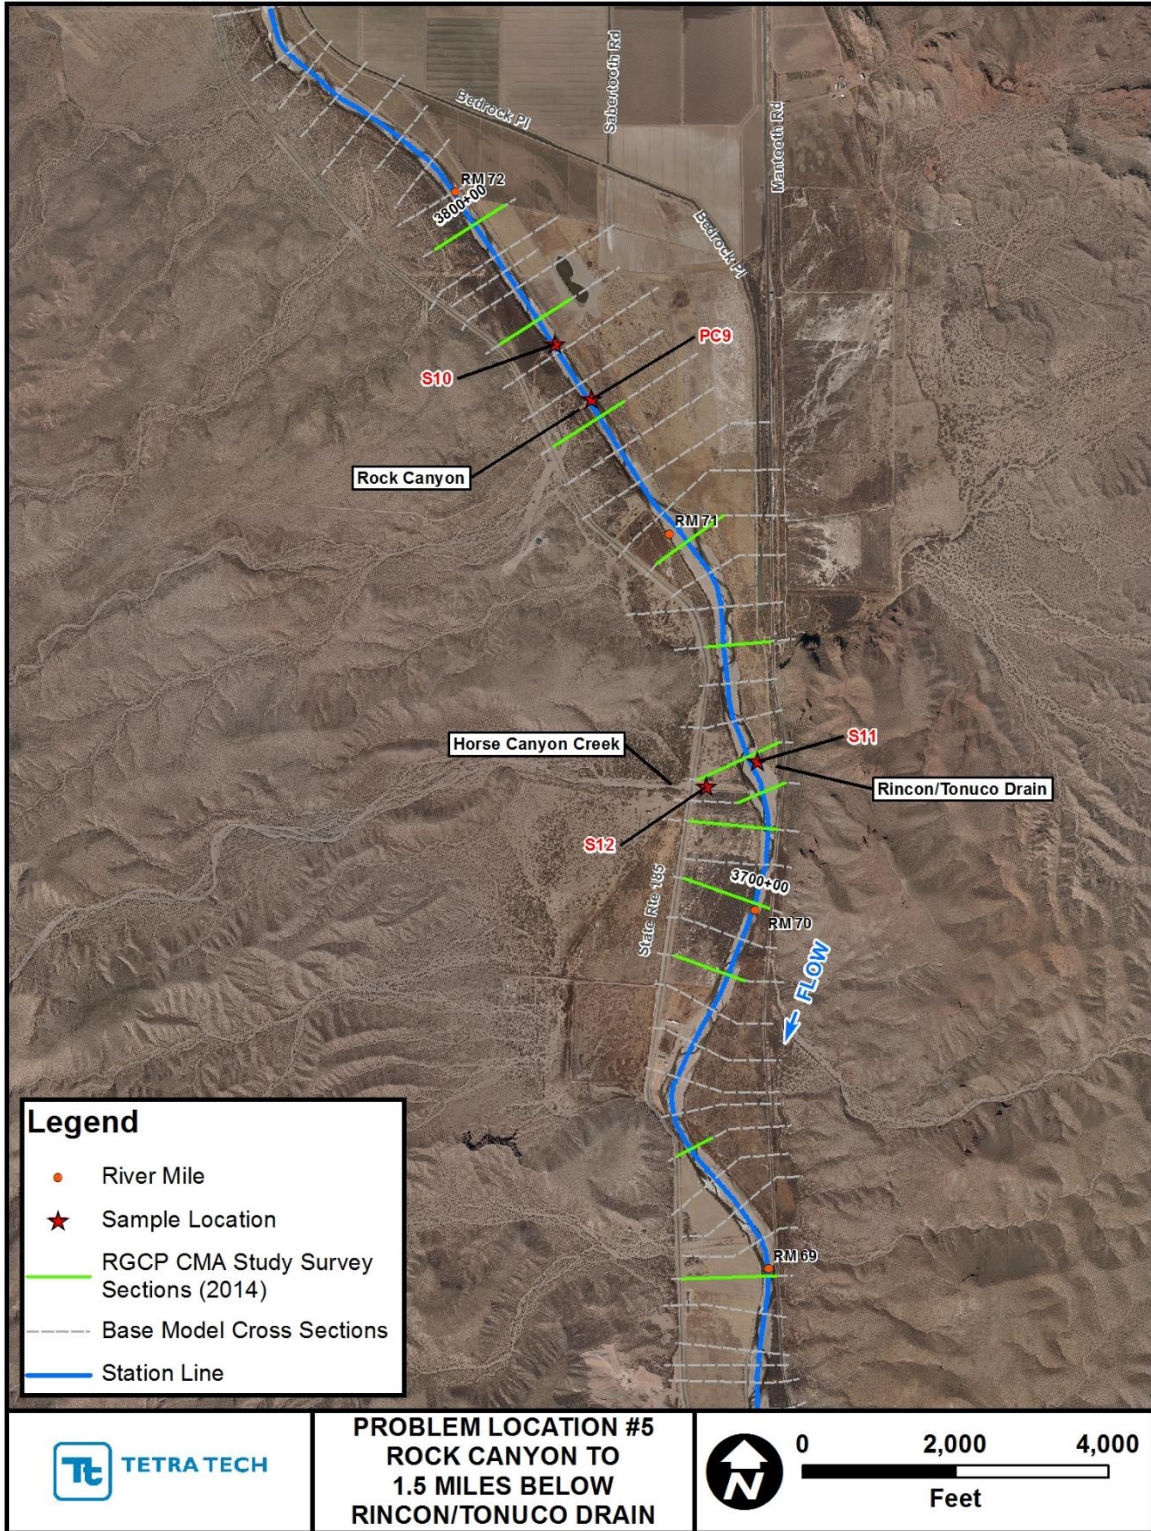 Sabertooth Rd
Bedrock Pl
Mantooth Rd
RM 72
3800+00
Bedrock Pl
PC9
S10
Rock Canyon
RM 71
Horse Canyon Creek
S11
Rincon/Tonuco Drain
S12
State Rte 185
3700+00
RM 70
FLOW
RM 69
Legend
River Mile
Sample Location
RGCP CMA Study Survey
Sections (2014)
Base Model Cross Sections
Station Line
Tt TETRA TECH
PROBLEM LOCATION #5
ROCK CANYON TO
1.5 MILES BELOW
RINCON/TONUCO DRAIN
N
0 2,000 4,000
Feet